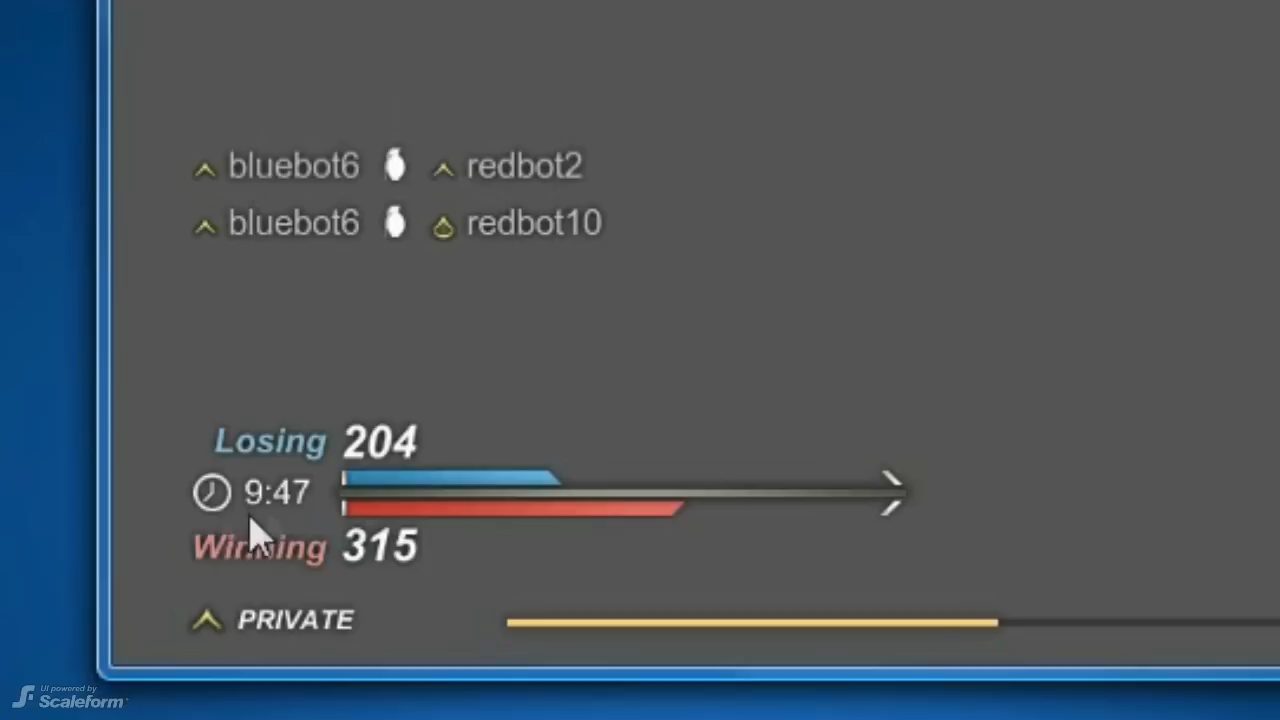 bluebot6 redbot2
bluebot6 redbot10
Losing 204
9:47
Winning 315
PRIVATE
UI powered by
Scaleform